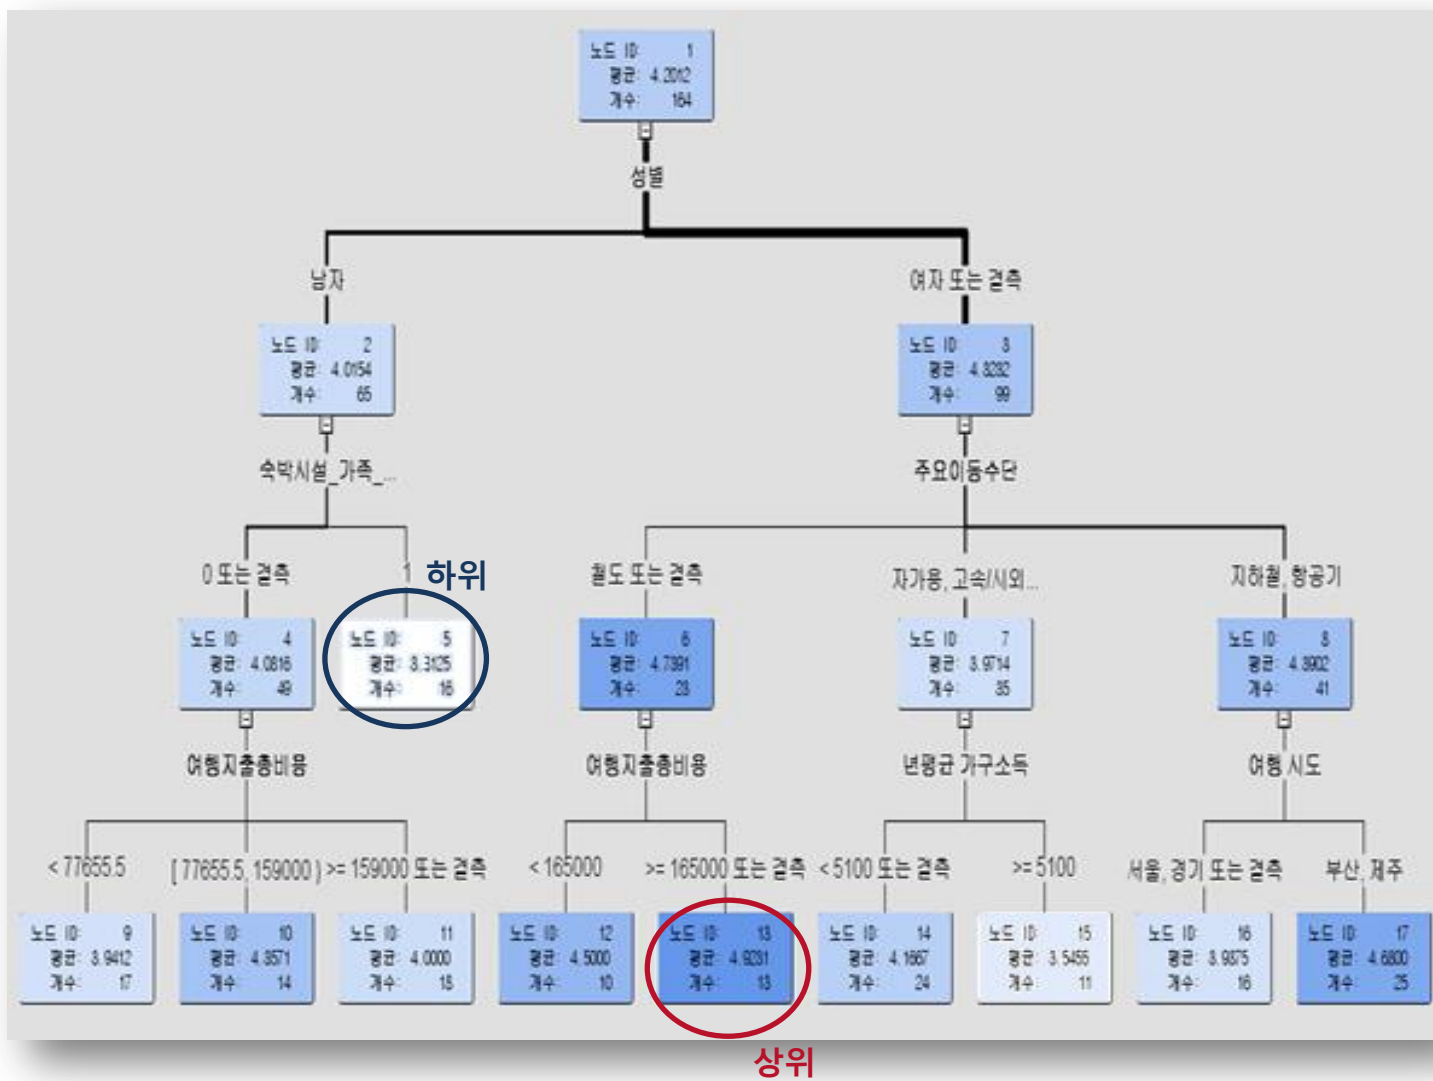 노드 ID: 1
평균: 4.2012
개수: 164
성별
남자
여자 또는 결측
노드 ID: 2
평균: 4.0154
개수: 65
노드 ID: 3
평균: 4.3232
개수: 99
숙박시설_가족_...
주요이동수단
0 또는 결측
1
하위
철도 또는 결측
자가용, 고속/시외...
지하철, 항공기
노드 ID: 4
평균: 4.0816
개수: 49
노드 ID: 5
평균: 3.3125
개수: 16
노드 ID: 6
평균: 4.7391
개수: 23
노드 ID: 7
평균: 3.9714
개수: 35
노드 ID: 8
평균: 4.3902
개수: 41
여행지출총비용
여행지출총비용
년평균 가구소득
여행 시도
< 77655.5
[ 77655.5, 159000 )
>= 159000 또는 결측
< 165000
>= 165000 또는 결측
< 5100 또는 결측
>= 5100
서울, 경기 또는 결측
부산, 제주
노드 ID: 9
평균: 3.9412
개수: 17
노드 ID: 10
평균: 4.3571
개수: 14
노드 ID: 11
평균: 4.0000
개수: 18
노드 ID: 12
평균: 4.5000
개수: 10
노드 ID: 13
평균: 4.9231
개수: 13
노드 ID: 14
평균: 4.1667
개수: 24
노드 ID: 15
평균: 3.5455
개수: 11
노드 ID: 16
평균: 3.9375
개수: 16
노드 ID: 17
평균: 4.6800
개수: 25
상위